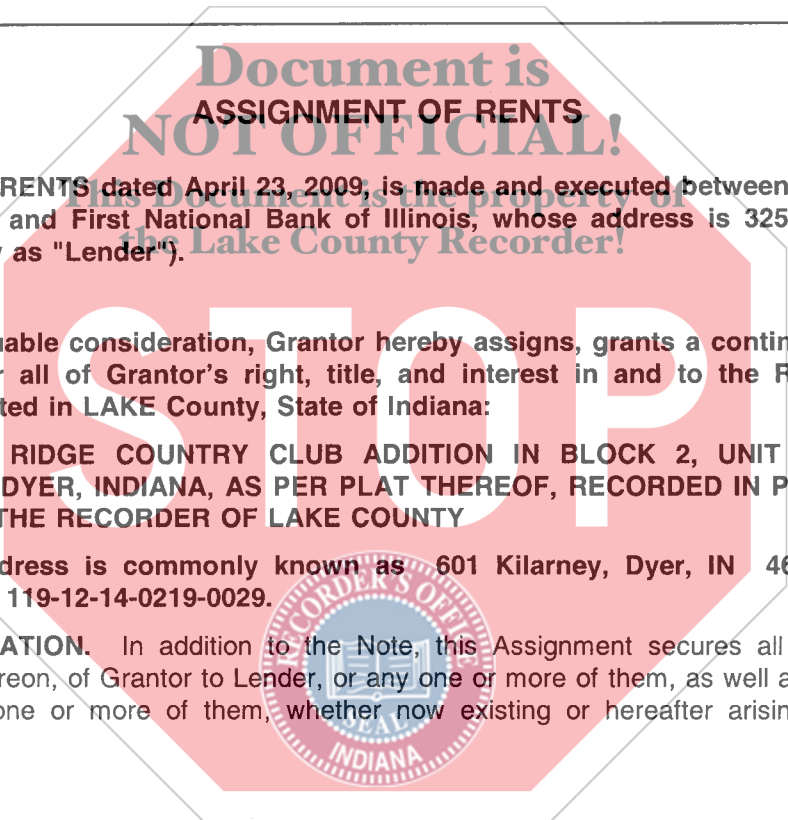 Document is
ASSIGNMENT OF RENTS
NOT OFFICIAL!
RENTS dated April 23, 2009, is made and executed between
This Document is the property of
and First National Bank of Illinois, whose address is 325
as "Lender").
the Lake County Recorder!
uable consideration, Grantor hereby assigns, grants a contin
r all of Grantor's right, title, and interest in and to the R
ted in LAKE County, State of Indiana:
STOP
RIDGE COUNTRY CLUB ADDITION IN BLOCK 2, UNIT
DYER, INDIANA, AS PER PLAT THEREOF, RECORDED IN P
THE RECORDER OF LAKE COUNTY
dress is commonly known as 601 Kilarney, Dyer, IN 46
119-12-14-0219-0029.
RECORDER'S OFFICE
ATION. In addition to the Note, this Assignment secures all
reon, of Grantor to Lender, or any one or more of them, as well a
one or more of them, whether now existing or hereafter arisin
SEAL
INDIANA